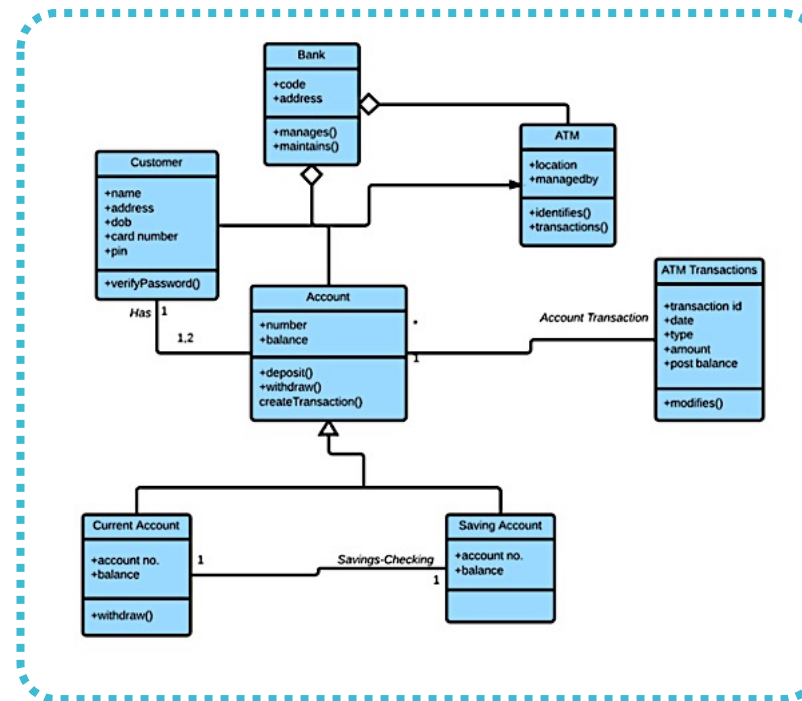 Bank
+code
+address
+manages()
+maintains()
ATM
+location
+managedby
+identifies()
+transactions()
Customer
+name
+address
+dob
+card number
+pin
+verifyPassword()
Has
1
1,2
Account
+number
+balance
+deposit()
+withdraw()
createTransaction()
*
1
Account Transaction
ATM Transactions
+transaction id
+date
+type
+amount
+post balance
+modifies()
Current Account
+account no.
+balance
+withdraw()
1
Savings-Checking
1
Saving Account
+account no.
+balance